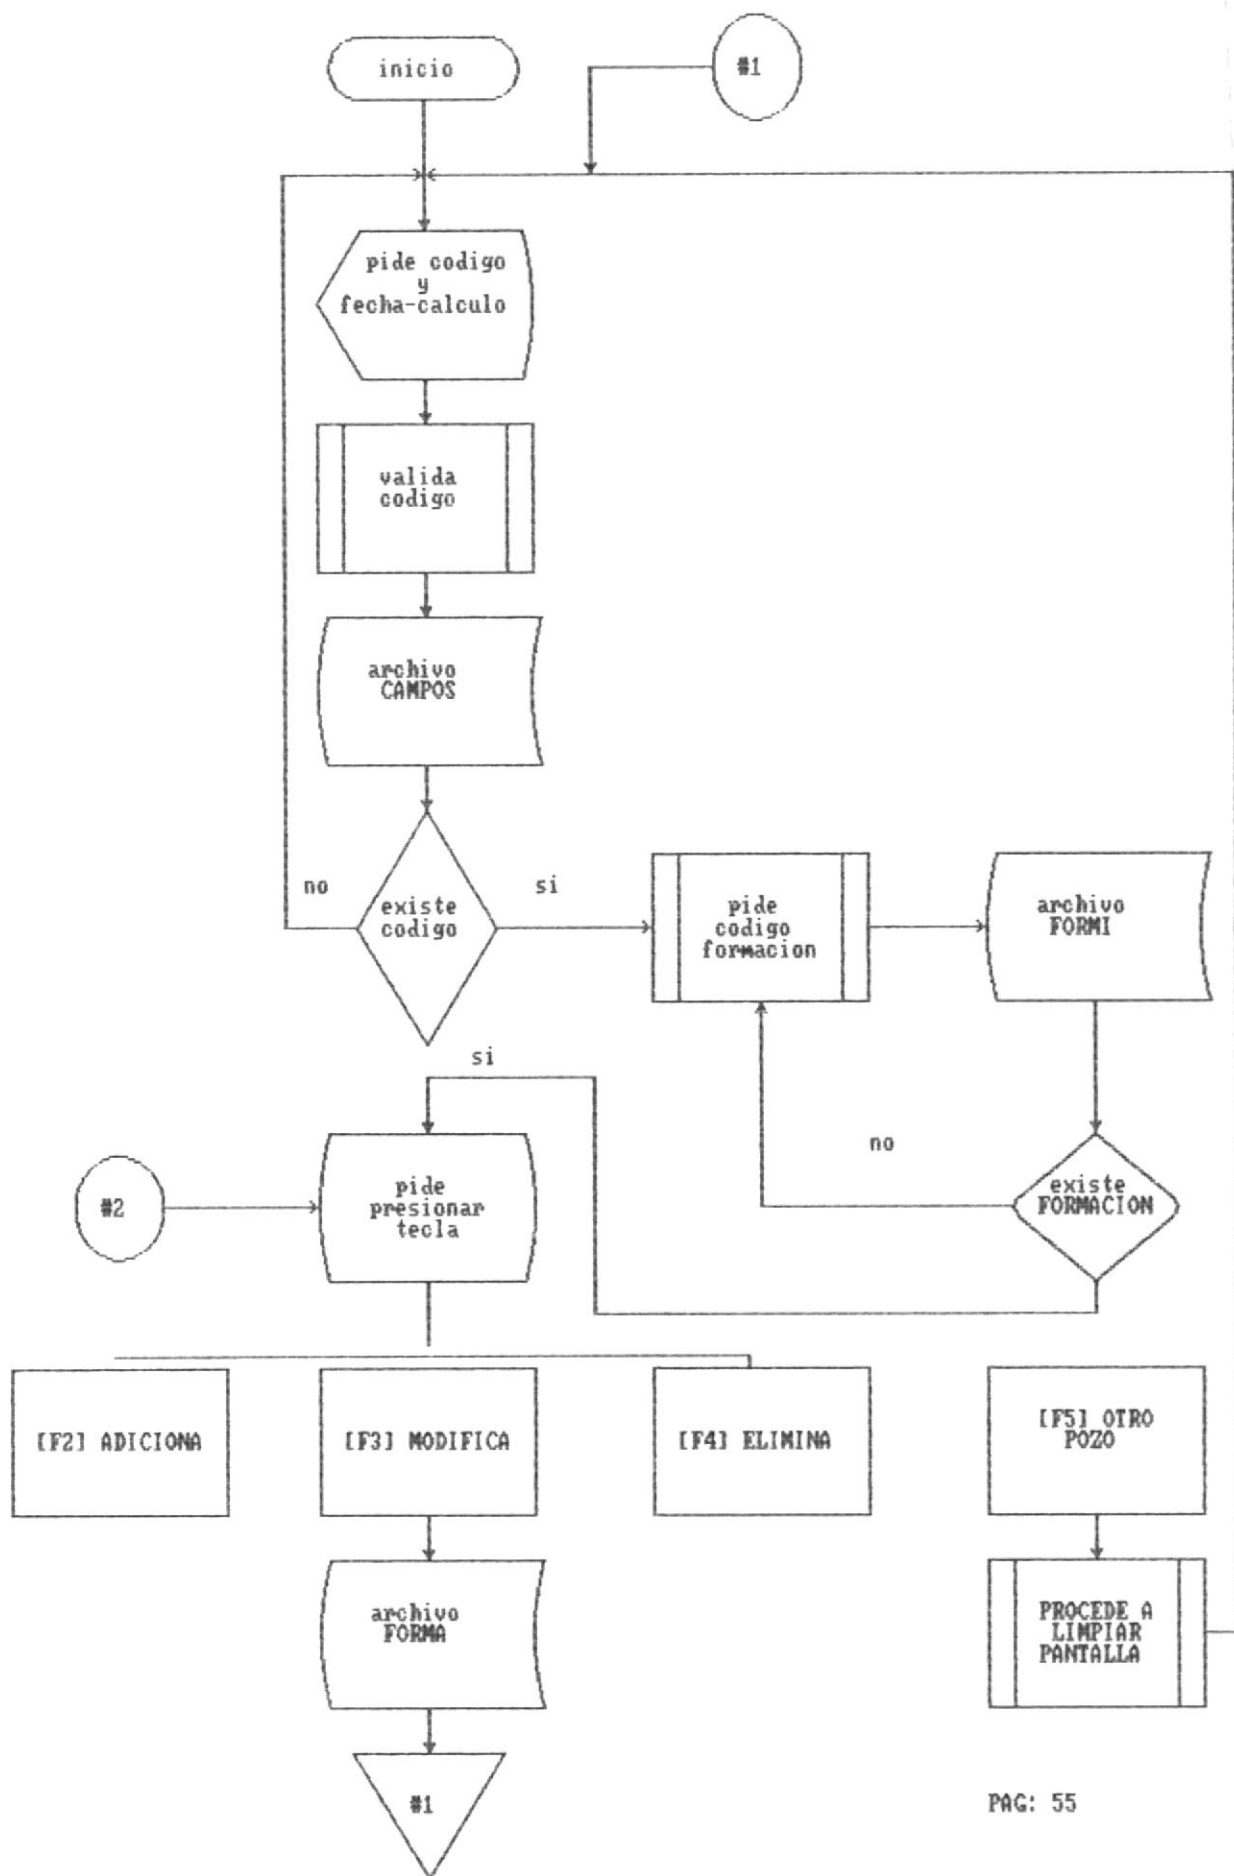 inicio
#1
pide codigo
y
fecha-calculo
valida
codigo
archivo
CAMPOS
no
existe
codigo
si
pide
codigo
formacion
archivo
FORMI
si
no
#2
pide
presionar
tecla
existe
FORMACION
[F2] ADICIONA
[F3] MODIFICA
[F4] ELIMINA
[F5] OTRO
POZO
archivo
FORMA
PROCEDE A
LIMPIAR
PANTALLA
#1
PAG: 55